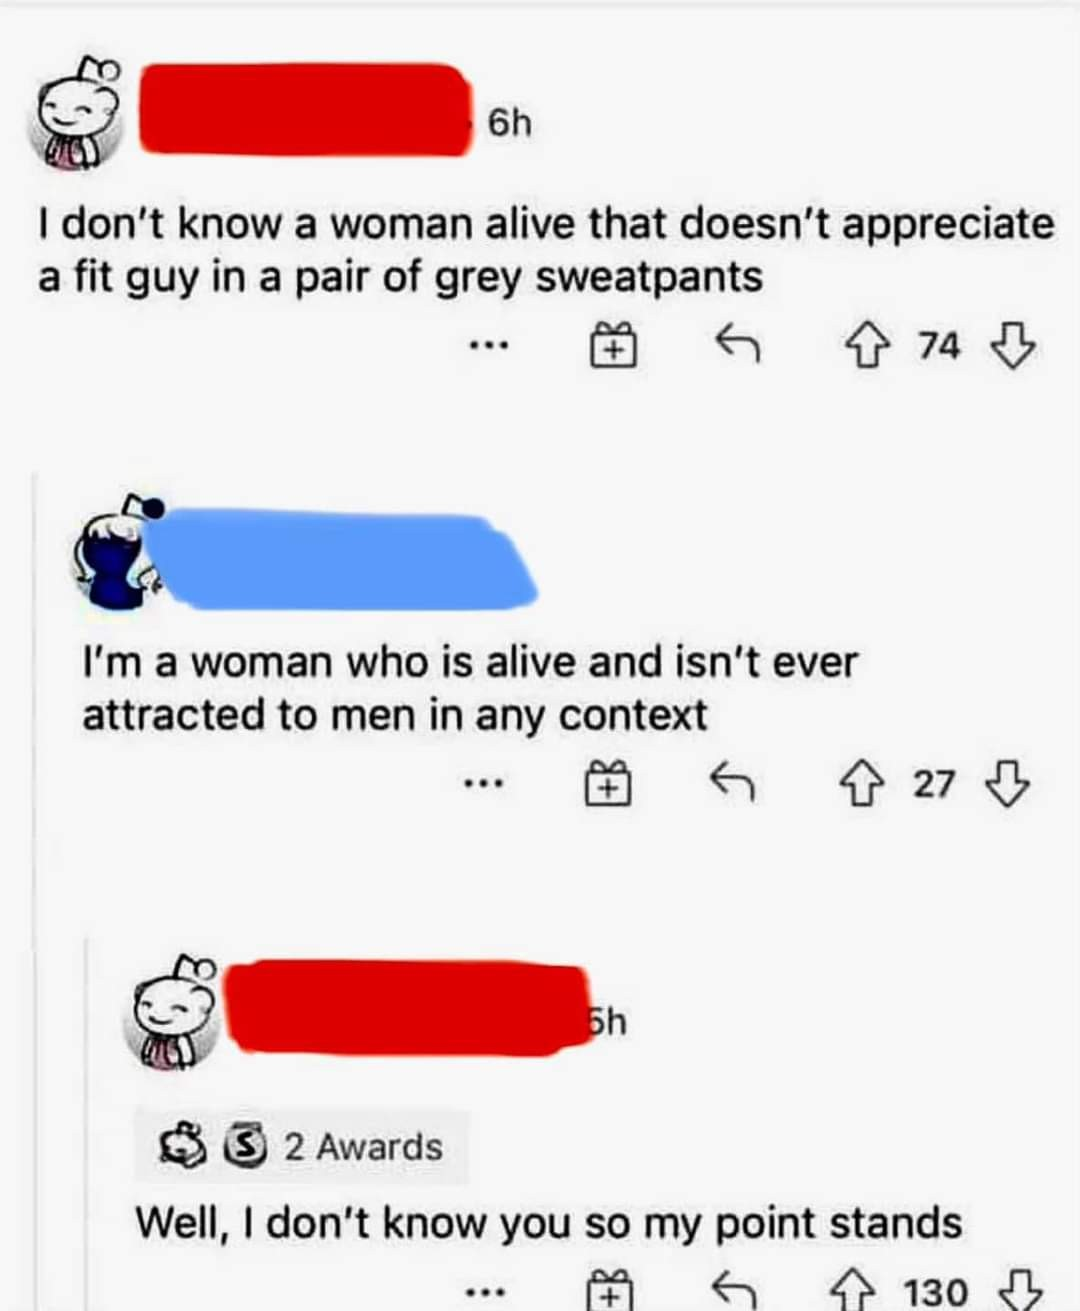 6h
I don't know a woman alive that doesn't appreciate
a fit guy in a pair of grey sweatpants
74
I'm a woman who is alive and isn't ever
attracted to men in any context
27
5h
S 2 Awards
Well, I don't know you so my point stands
130